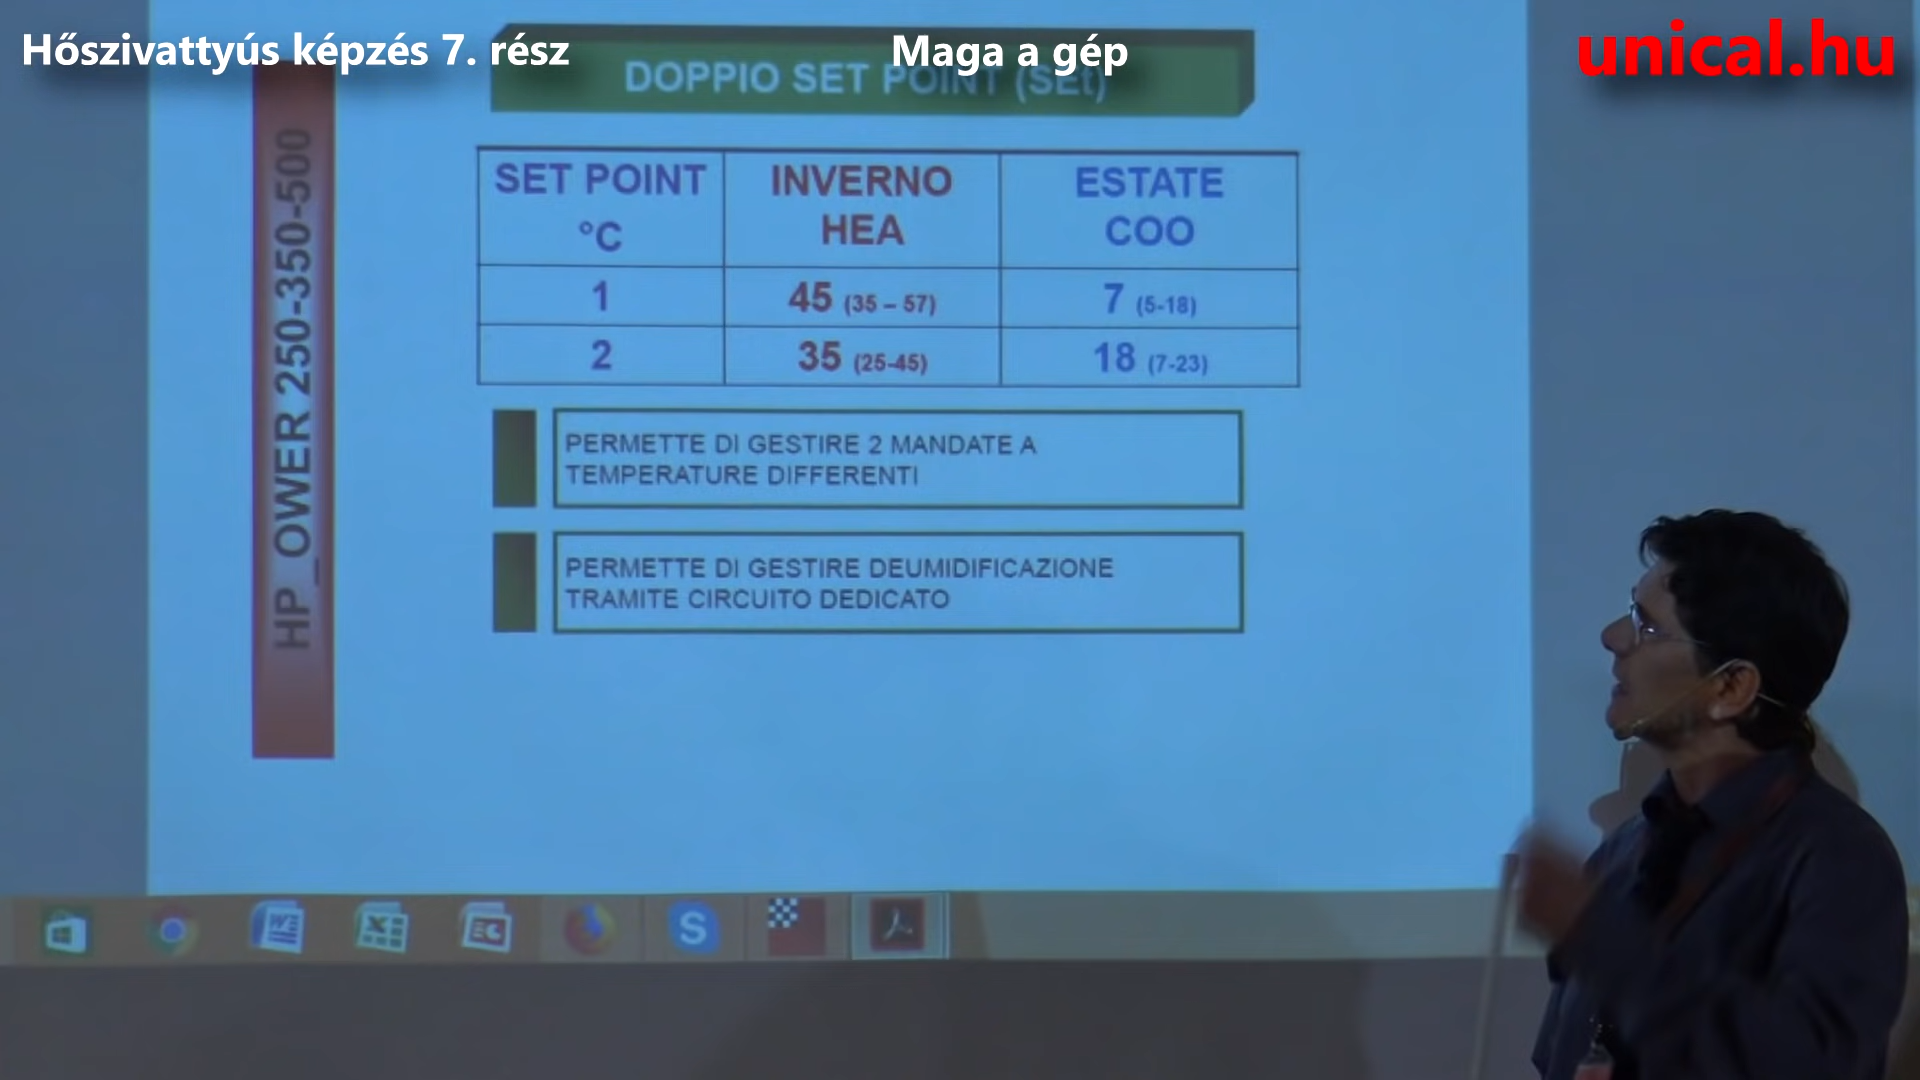 Hőszivattyús képzés 7. rész
Maga a gép
unical.hu
DOPPIO SET POINT (SEt)
HP_OWER 250-350-500
SET POINT °C
INVERNO HEA
ESTATE COO
1
45 (35 – 57)
7 (5-18)
2
35 (25-45)
18 (7-23)
PERMETTE DI GESTIRE 2 MANDATE A
TEMPERATURE DIFFERENTI
PERMETTE DI GESTIRE DEUMIDIFICAZIONE
TRAMITE CIRCUITO DEDICATO